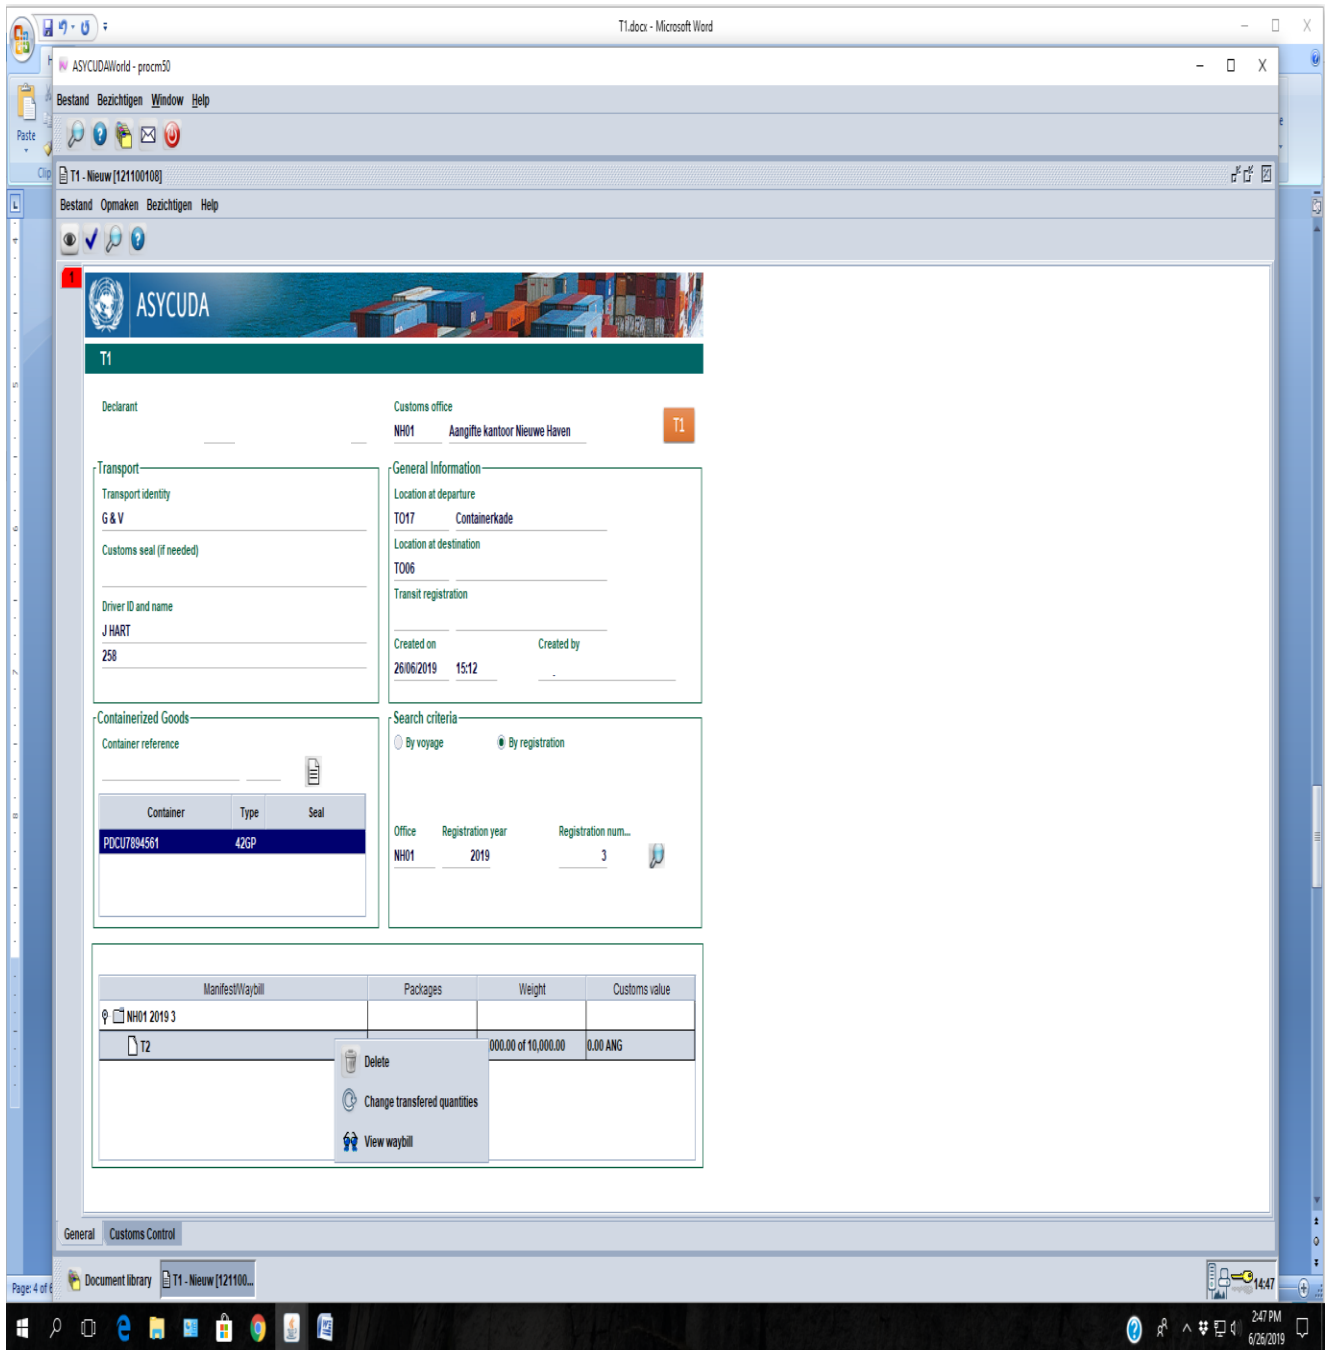 T1.docx - Microsoft Word
ASYCUDAWorld - procm50
Bestand Bezichtigen Window Help
Paste
Clip
T1 - Nieuw [121100108]
Bestand Opmaken Bezichtigen Help
1
ASYCUDA
T1
Declarant
Customs office
NH01 Aangifte kantoor Nieuwe Haven
T1
Transport
Transport identity
G & V
Customs seal (if needed)
Driver ID and name
J HART
258
General Information
Location at departure
TO17 Containerkade
Location at destination
TO06
Transit registration
Created on Created by
26/06/2019 15:12 -
Containerized Goods
Container reference
Container Type Seal
PDCU7894561 42GP
Search criteria
By voyage By registration
Office Registration year Registration num...
NH01 2019 3
Manifest/Waybill Packages Weight Customs value
NH01 2019 3
T2 000.00 of 10,000.00 0.00 ANG
Delete
Change transfered quantities
View waybill
General Customs Control
Document library T1 - Nieuw [121100... 14:47
Page: 4 of 6
2:47 PM
6/26/2019